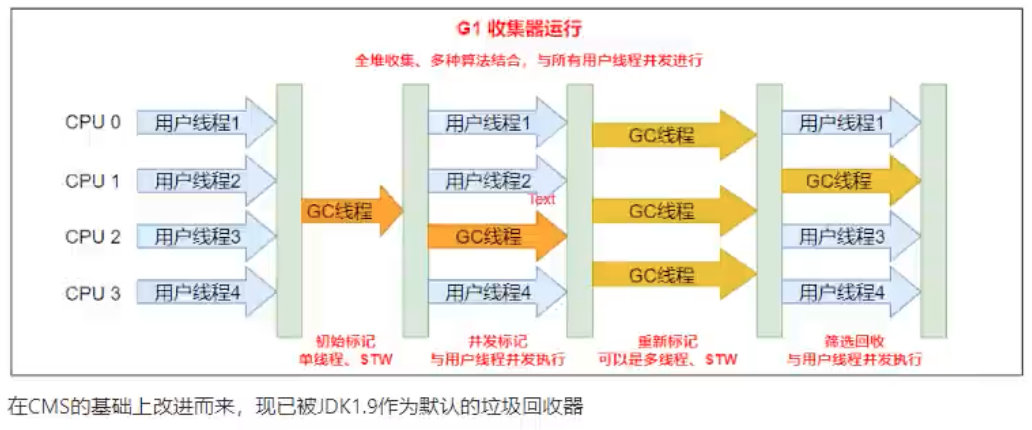 G1 收集器运行
全堆收集、多种算法结合，与所有用户线程并发进行
CPU 0
用户线程1
用户线程1
GC线程
用户线程1
CPU 1
用户线程2
用户线程2
GC线程
Text
GC线程
GC线程
CPU 2
用户线程3
GC线程
用户线程3
GC线程
CPU 3
用户线程4
用户线程4
用户线程4
初始标记
单线程、STW
并发标记
与用户线程并发执行
重新标记
可以是多线程、STW
筛选回收
与用户线程并发执行
在CMS的基础上改进而来，现已被JDK1.9作为默认的垃圾回收器